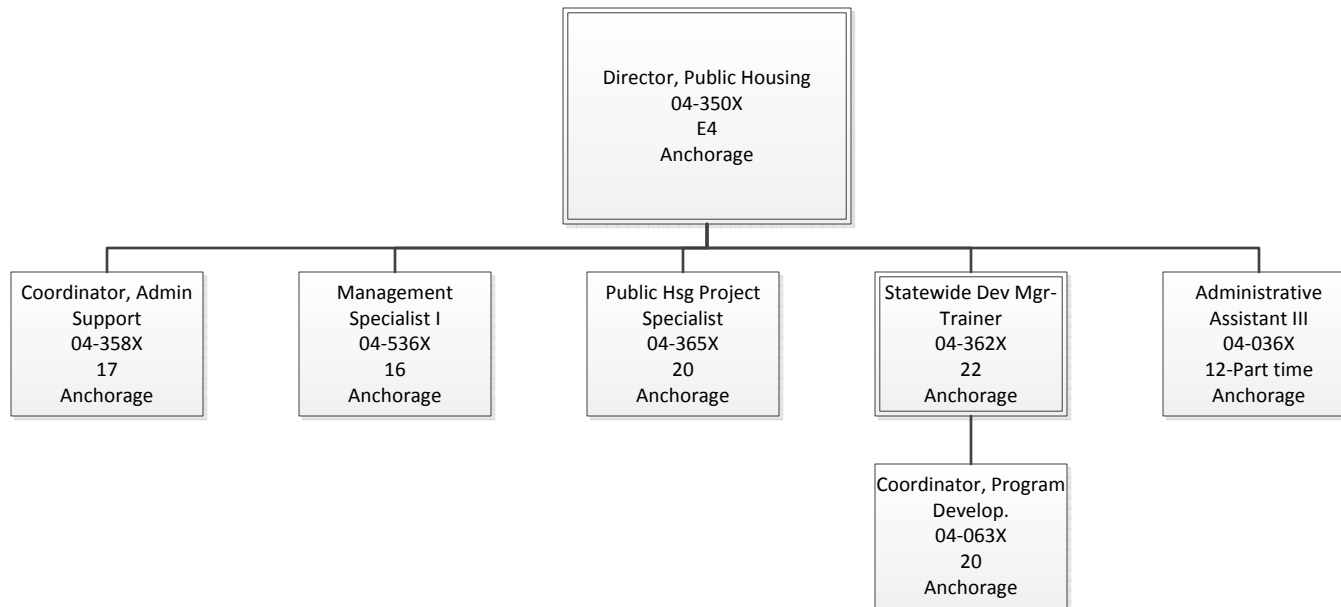 Director, Public Housing
04-350X
E4
Anchorage
Coordinator, Admin
Support
04-358X
17
Anchorage
Management
Specialist I
04-536X
16
Anchorage
Public Hsg Project
Specialist
04-365X
20
Anchorage
Statewide Dev Mgr-
Trainer
04-362X
22
Anchorage
Administrative
Assistant III
04-036X
12-Part time
Anchorage
Coordinator, Program
Develop.
04-063X
20
Anchorage